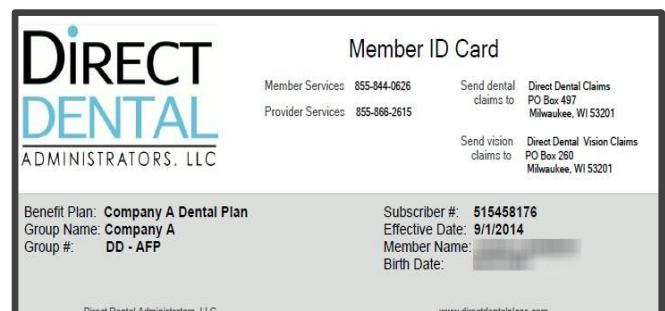 DIRECT
DENTAL
ADMINISTRATORS, LLC
Member ID Card
Member Services 855-844-0626
Provider Services 855-866-2615
Send dental claims to
Direct Dental Claims
PO Box 497
Milwaukee, WI 53201
Send vision claims to
Direct Dental Vision Claims
PO Box 260
Milwaukee, WI 53201
Benefit Plan: Company A Dental Plan
Group Name: Company A
Group #: DD - AFP
Subscriber #: 515458176
Effective Date: 9/1/2014
Member Name:
Birth Date:
Direct Dental Administrators, LLC
www.directdentalplans.com